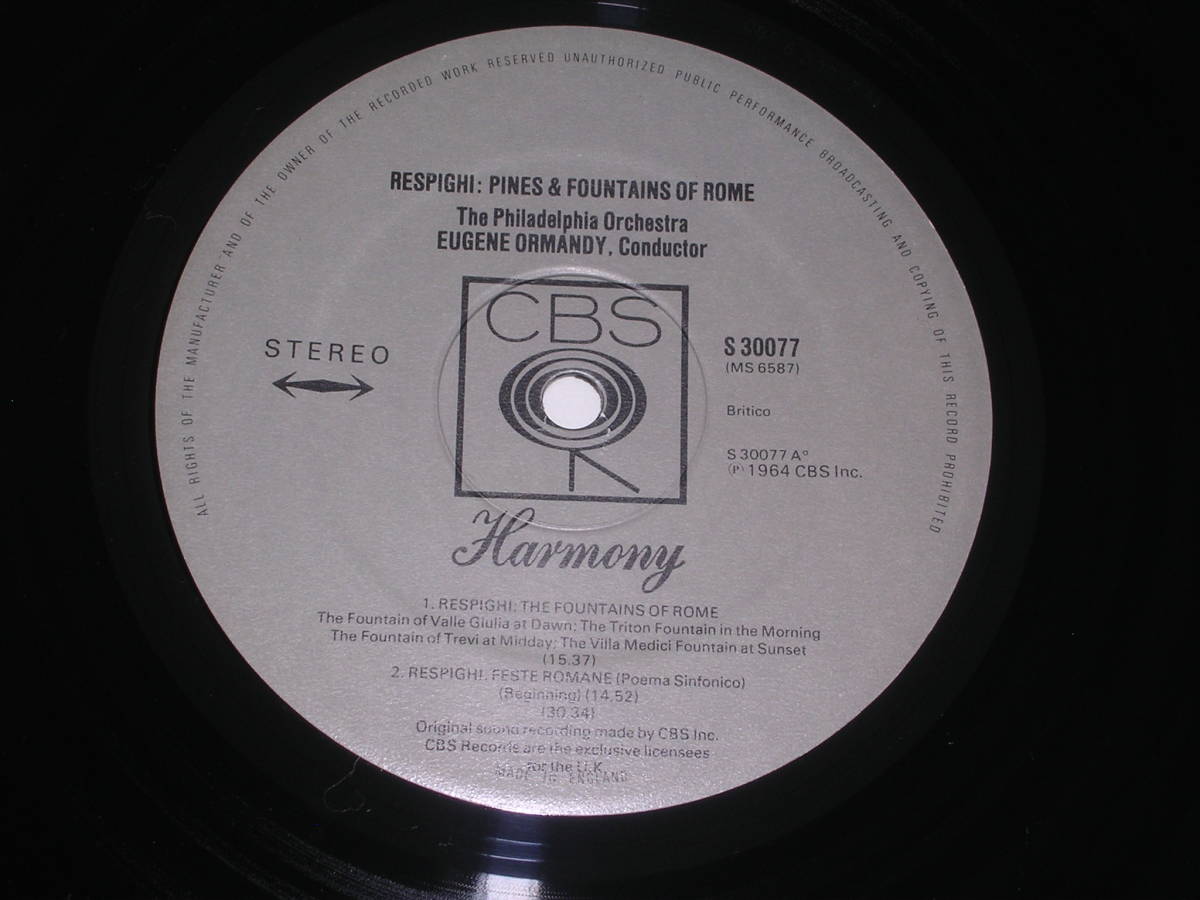 ALL RIGHTS OF THE MANUFACTURER AND OF THE OWNER OF THE RECORDED WORK RESERVED UNAUTHORIZED PUBLIC PERFORMANCE BROADCASTING AND COPYING OF THIS RECORD PROHIBITED
RESPIGHI: PINES & FOUNTAINS OF ROME
The Philadelphia Orchestra
EUGENE ORMANDY, Conductor
CBS
STEREO
S 30077
(MS 6587)
Britico
S 30077 Aº
(P) 1964 CBS Inc.
Harmony
1. RESPIGHI: THE FOUNTAINS OF ROME
The Fountain of Valle Giulia at Dawn; The Triton Fountain in the Morning
The Fountain of Trevi at Midday; The Villa Medici Fountain at Sunset
(15.37)
2. RESPIGHI. FESTE ROMANE (Poema Sinfonico)
(Beginning) (14.52)
(30.34)
Original sound recording made by CBS Inc.
CBS Records are the exclusive licensees
for the U.K.
MADE IN ENGLAND